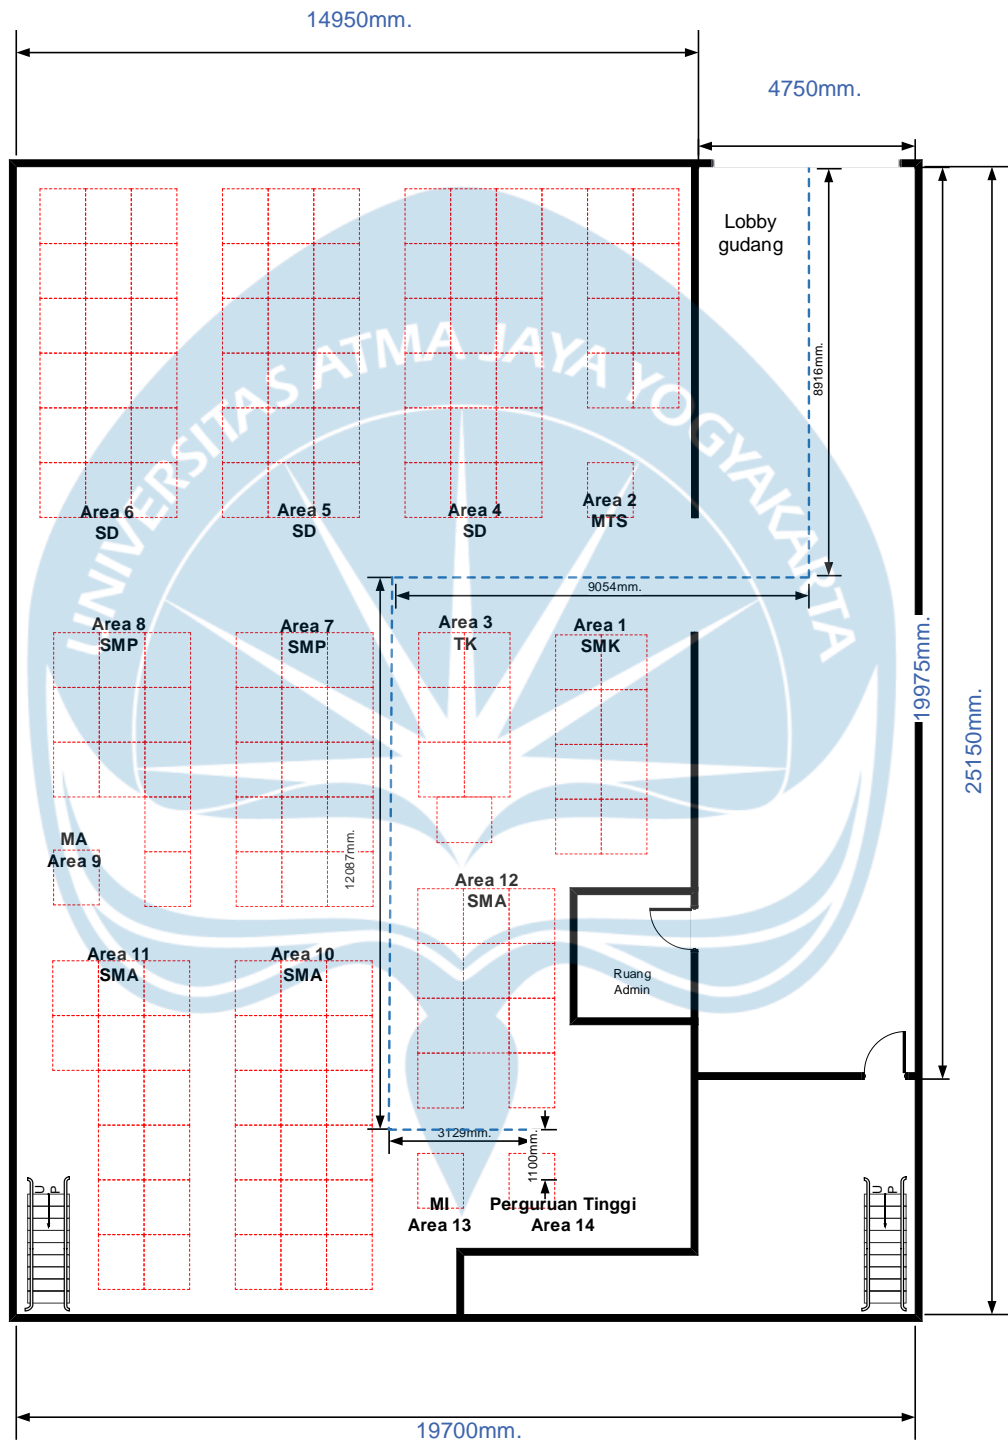 14950mm.
4750mm.
Lobby
gudang
8916mm.
UNIVERSITAS ATMA JAYA YOGYAKARTA
Area 6
SD
Area 5
SD
Area 4
SD
Area 2
MTS
9054mm.
Area 8
SMP
Area 7
SMP
Area 3
TK
Area 1
SMK
19975mm.
25150mm.
MA
Area 9
12087mm.
Area 12
SMA
Area 11
SMA
Area 10
SMA
Ruang
Admin
3129mm.
1100mm.
UP
UP
MI
Area 13
Perguruan Tinggi
Area 14
19700mm.